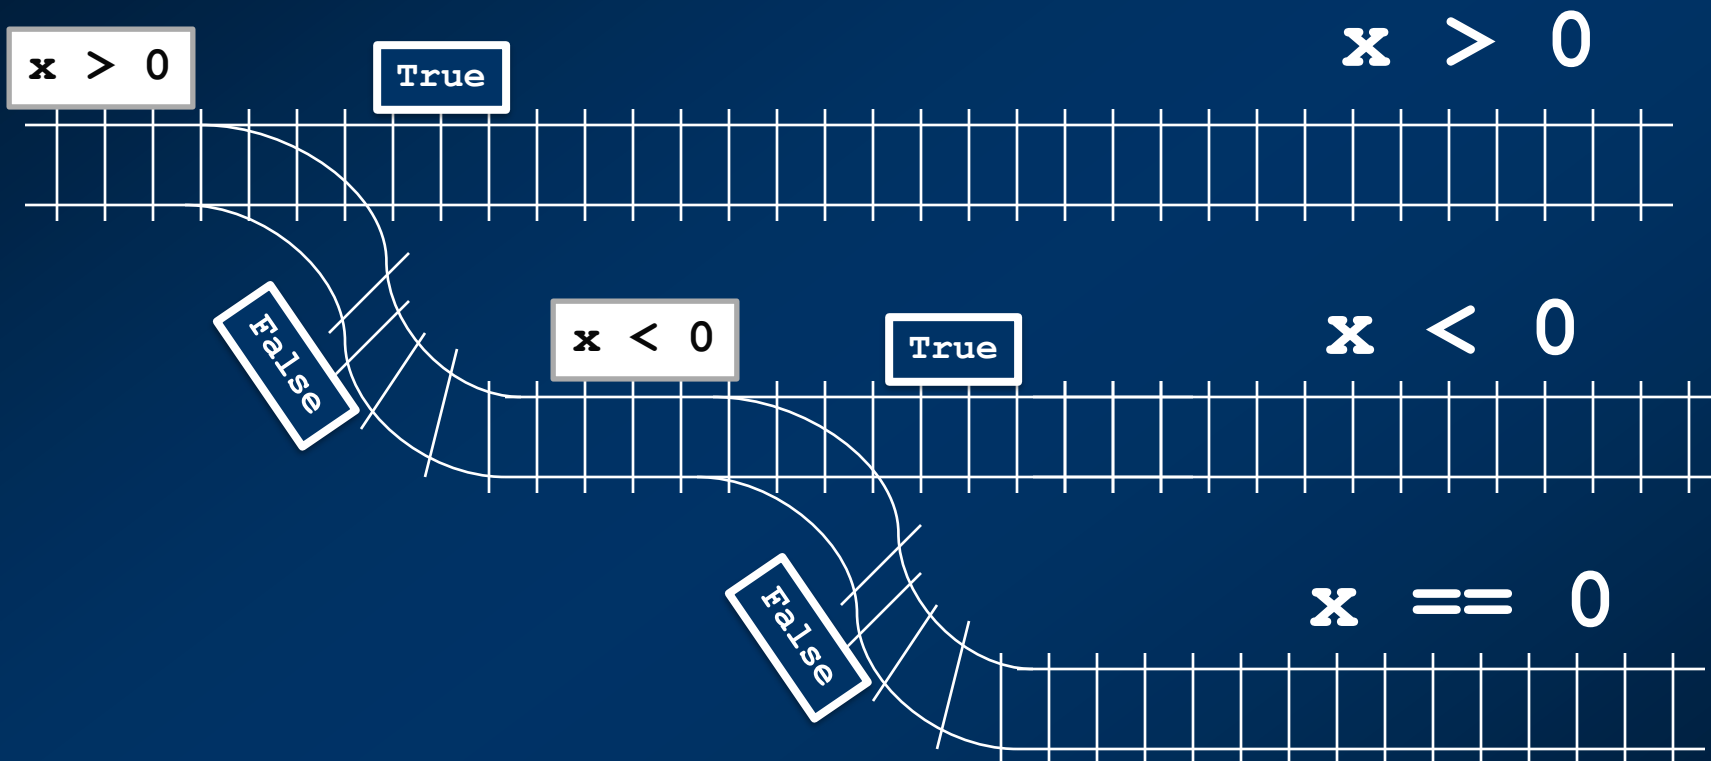 x > 0
True
x > 0
False
x < 0
True
x < 0
False
x == 0